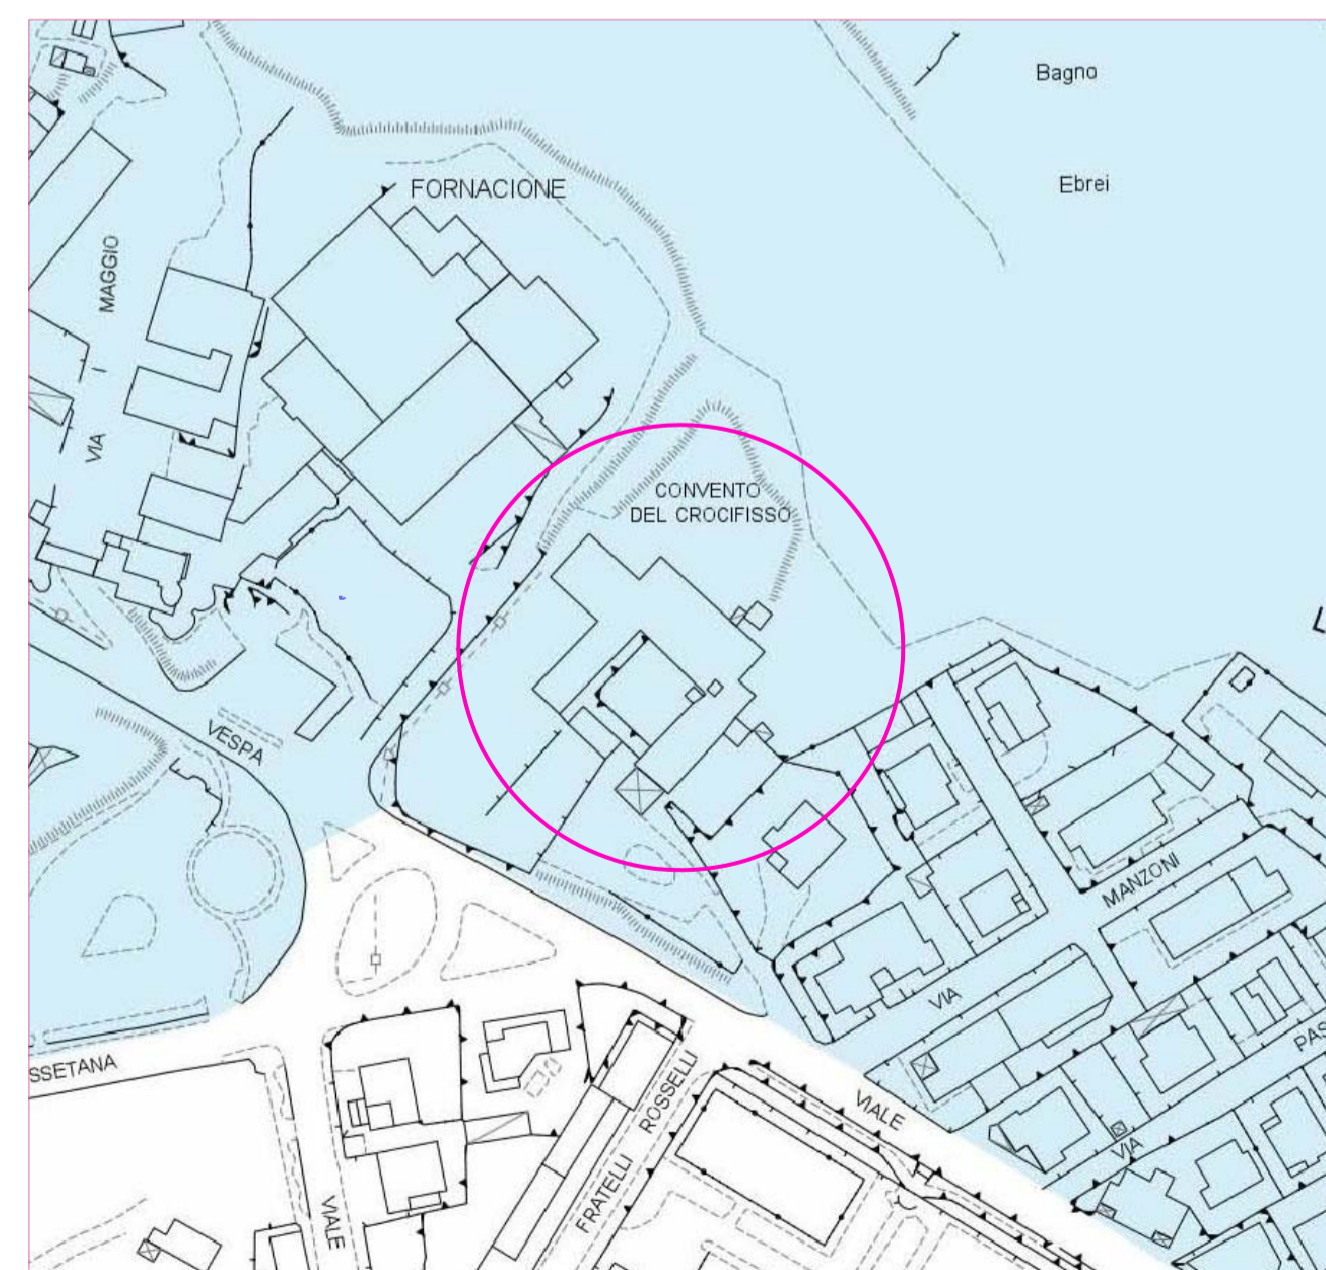 Bagno
Ebrei
FORNACIONE
VIA I MAGGIO
CONVENTO
DEL CROCIFISSO
VESPA
L
MANZONI
VIA
PAS
SSETANA
VIALE
FRATELLI ROSSELLI
VIALE
VIA